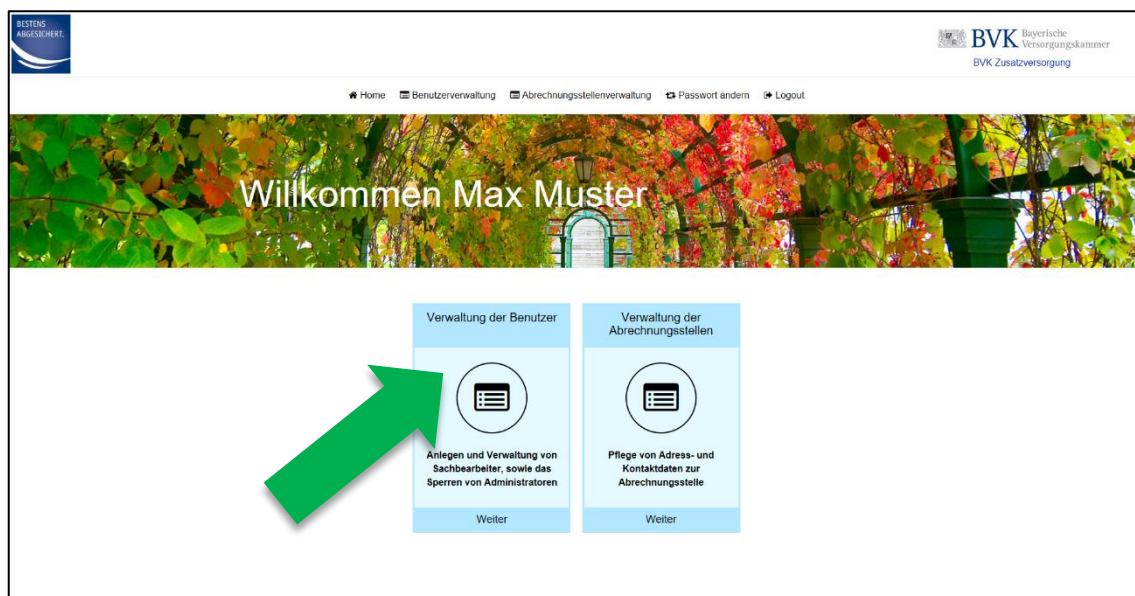 BESTENS
ABGESICHERT.
BVK Bayerische
Versorgungskammer
BVK Zusatzversorgung
Home Benutzerverwaltung Abrechnungsstellenverwaltung Passwort ändern Logout
Willkommen Max Muster
Verwaltung der Benutzer
Anlegen und Verwaltung von
Sachbearbeiter, sowie das
Sperren von Administratoren
Weiter
Verwaltung der
Abrechnungsstellen
Pflege von Adress- und
Kontaktdaten zur
Abrechnungsstelle
Weiter